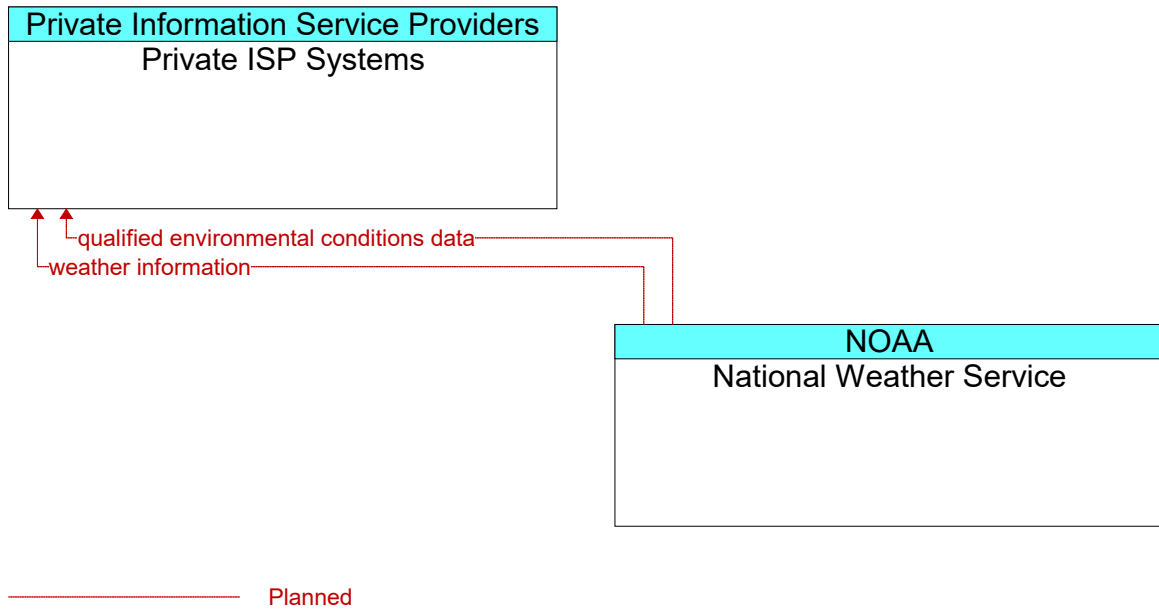 Private Information Service Providers
Private ISP Systems
qualified environmental conditions data
weather information
NOAA
National Weather Service
Planned